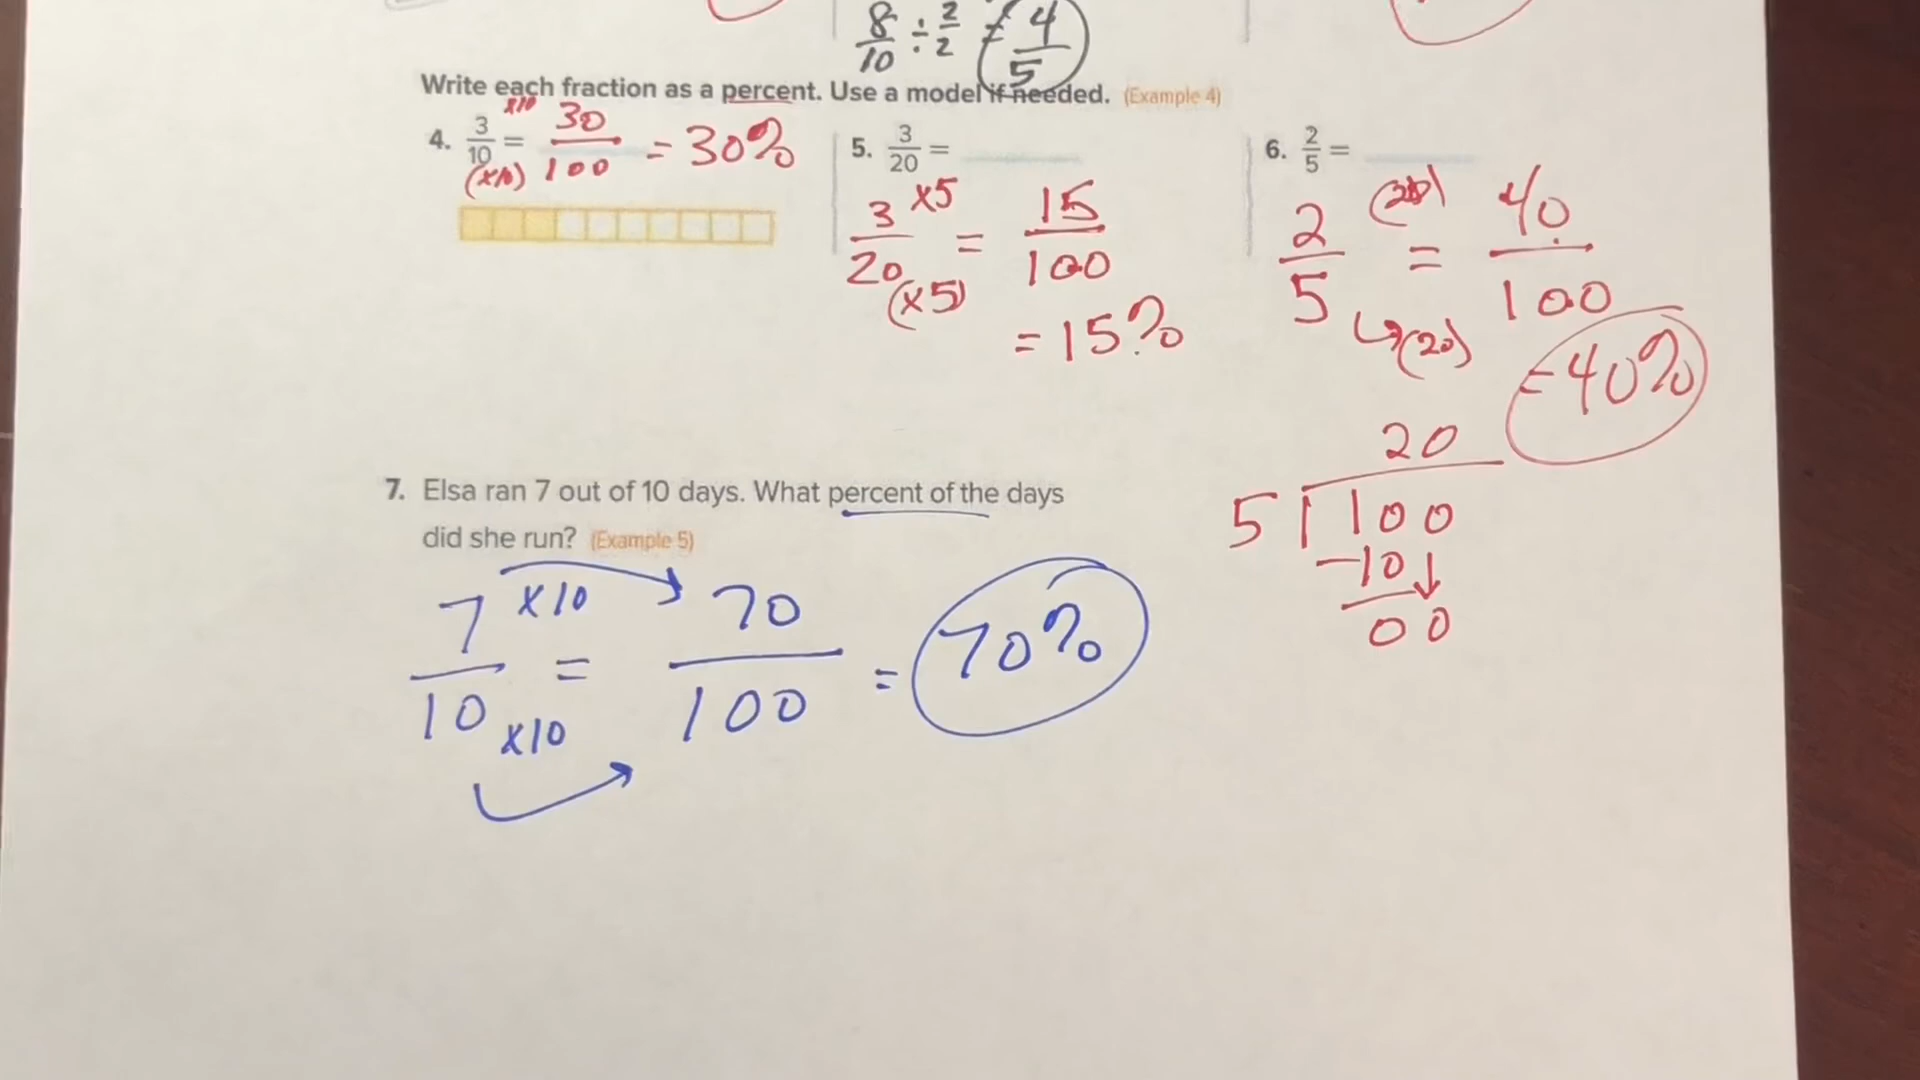 8/10 ÷ 2/2 = 4/5
Write each fraction as a percent. Use a model if needed. (Example 4)
4. 3/10 = 30/100 = 30%
x10
(x10)
5. 3/20 =
3/20 = 15/100
x5
(x5)
= 15%
6. 2/5 =
2/5 = 40/100
(20)
(20)
= 40%
20
5 100
-10
00
7. Elsa ran 7 out of 10 days. What percent of the days
did she run? (Example 5)
7/10 = 70/100 = 70%
x10
x10